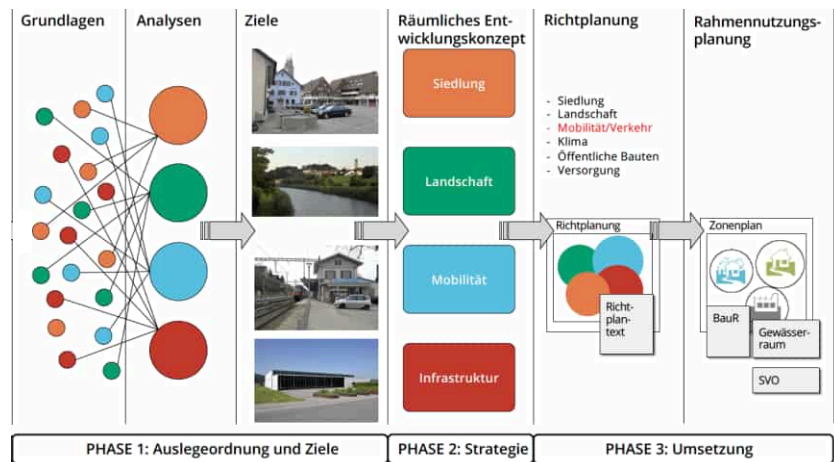 Grundlagen
Analysen
Ziele
Räumliches Ent-
wicklungskonzept
Richtplanung
Rahmennutzungs-
planung
Siedlung
Landschaft
Mobilität
Infrastruktur
- Siedlung
- Landschaft
- Mobilität/Verkehr
- Klima
- Öffentliche Bauten
- Versorgung
Richtplanung
Richt-
plan-
text
Zonenplan
BauR
Gewässer-
raum
SVO
PHASE 1: Auslegeordnung und Ziele
PHASE 2: Strategie
PHASE 3: Umsetzung